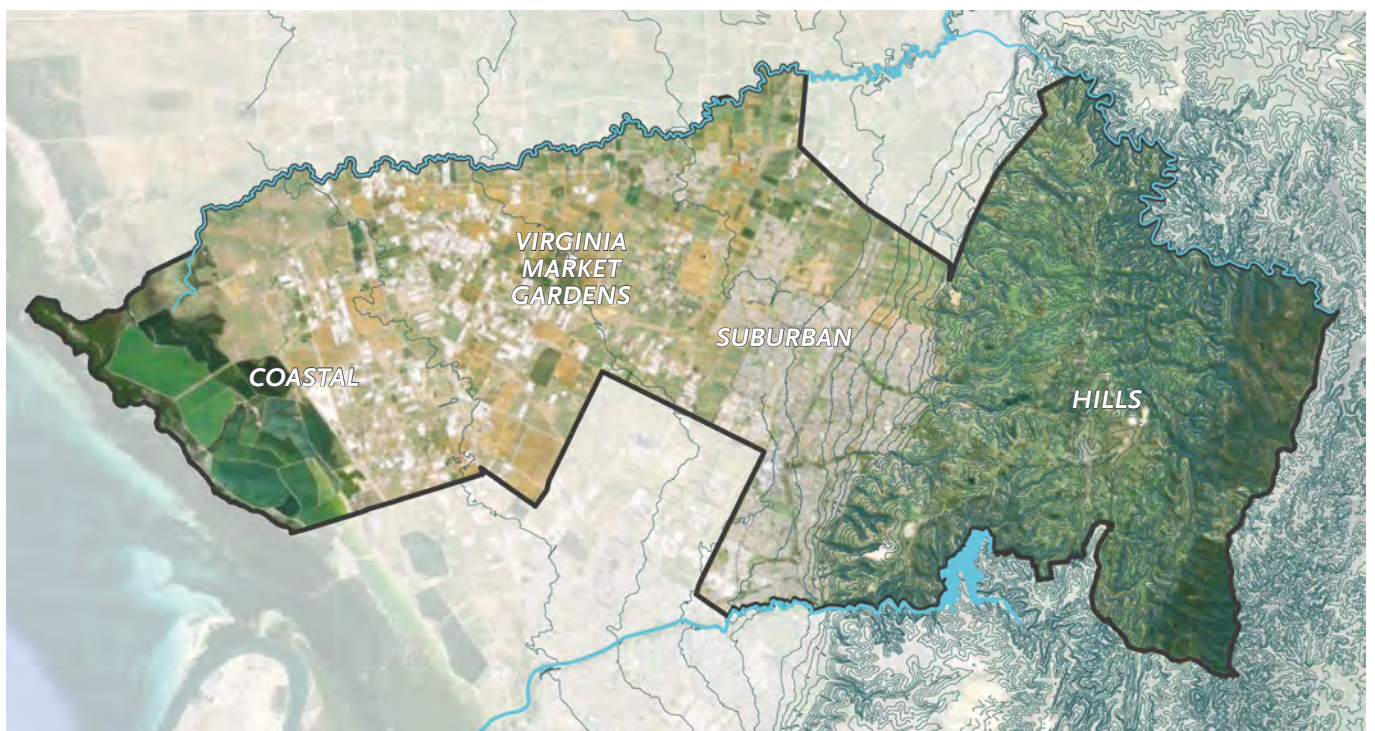 VIRGINIA
MARKET
GARDENS
SUBURBAN
COASTAL
HILLS